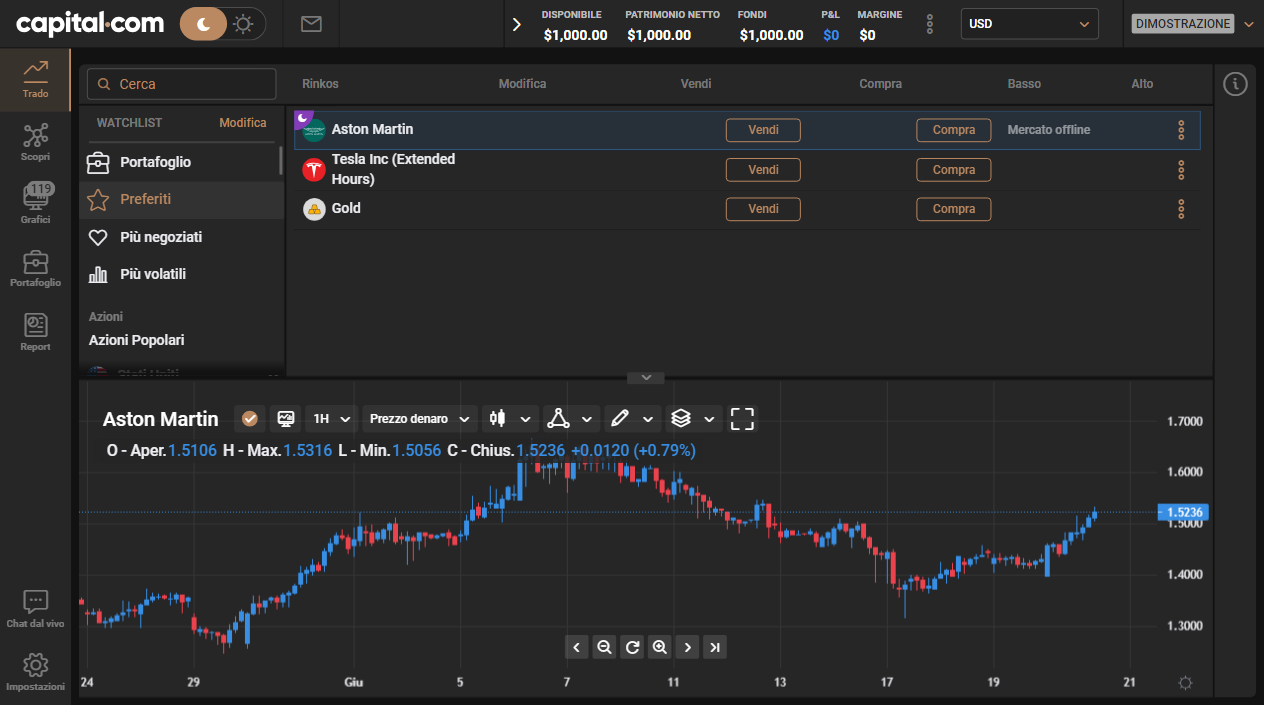 capital.com
DISPONIBILE PATRIMONIO NETTO FONDI P&L MARGINE
$1,000.00 $1,000.00 $1,000.00 $0 $0
USD
DIMOSTRAZIONE
Trado
Scopri
119
Grafici
Portafoglio
Report
Chat dal vivo
Impostazioni
Cerca
WATCHLIST Modifica
Portafoglio
Preferiti
Più negoziati
Più volatili
Azioni
Azioni Popolari
Stati Uniti
Rinkos Modifica Vendi Compra Basso Alto
Aston Martin Vendi Compra Mercato offline
Tesla Inc (Extended
Hours) Vendi Compra
Gold Vendi Compra
Aston Martin 1H Prezzo denaro
O - Aper. 1.5106 H - Max. 1.5316 L - Min. 1.5056 C - Chius. 1.5236 +0.0120 (+0.79%)
1.7000
1.6000
1.5236
1.5000
1.4000
1.3000
24 29 Giu 5 7 11 13 17 19 21